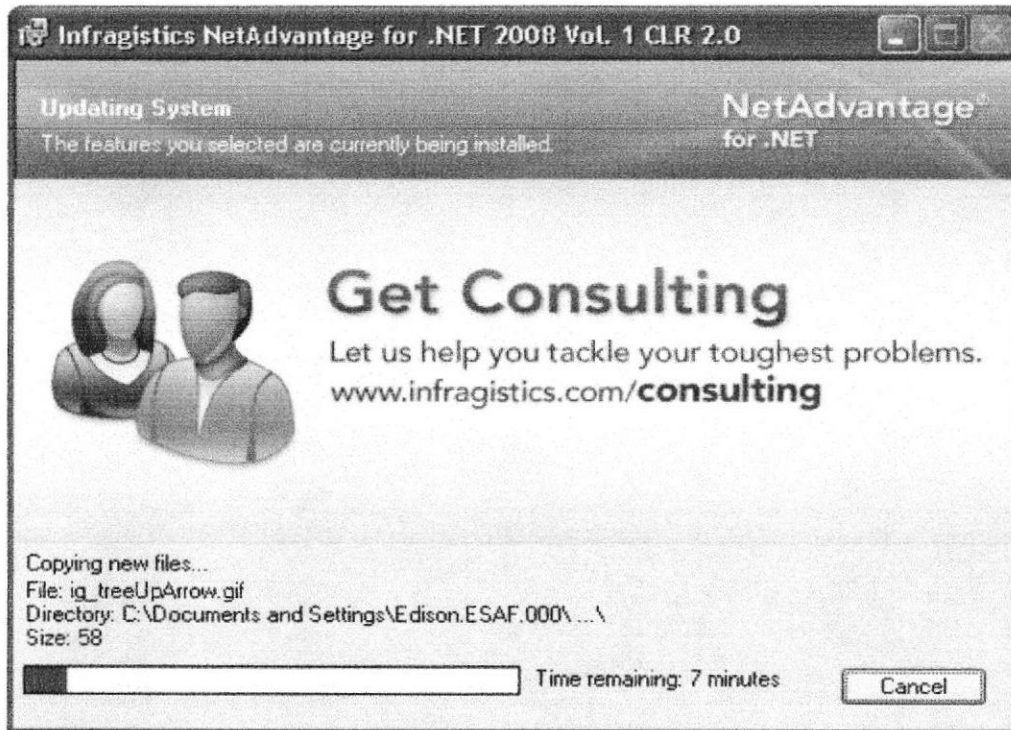 Infragistics NetAdvantage for .NET 2008 Vol. 1 CLR 2.0
Updating System
The features you selected are currently being installed.
NetAdvantage®
for .NET
Get Consulting
Let us help you tackle your toughest problems.
www.infragistics.com/consulting
Copying new files...
File: ig_treeUpArrow.gif
Directory: C:\Documents and Settings\Edison.ESAF.000\ ...\
Size: 58
Time remaining: 7 minutes
Cancel